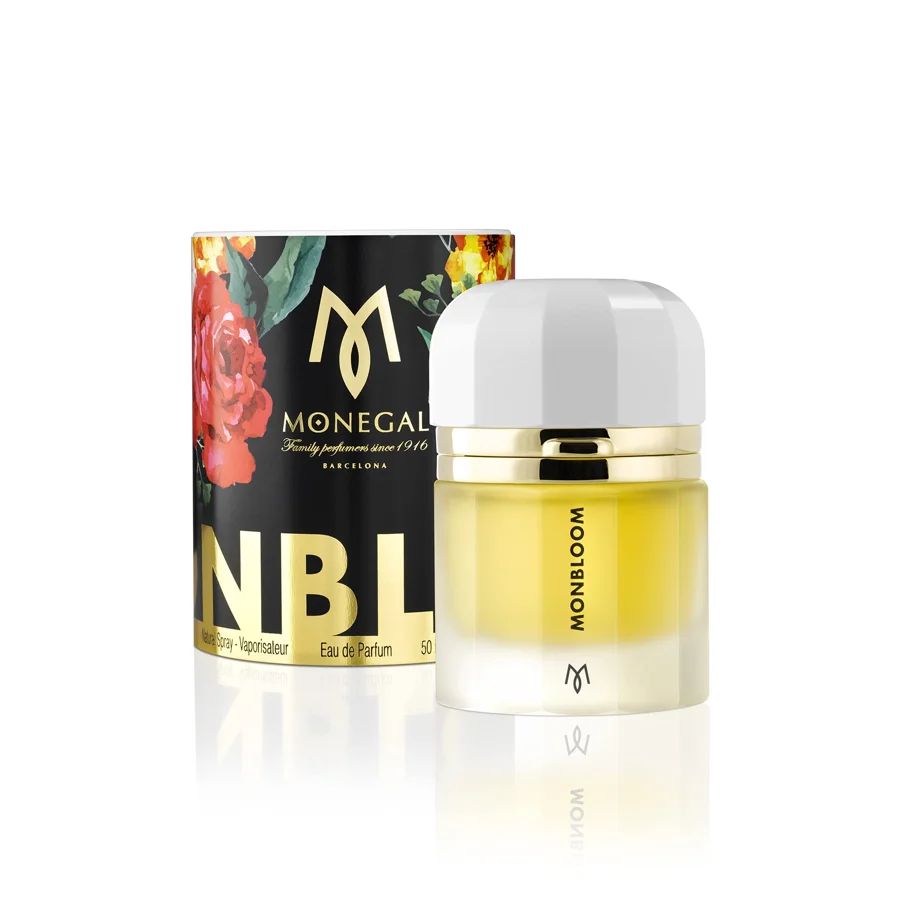 M
MONEGAL
Family perfumers since 1916
BARCELONA
NBL
Natural Spray - Vaporisateur
Eau de Parfum
50
MONBLOOM
M